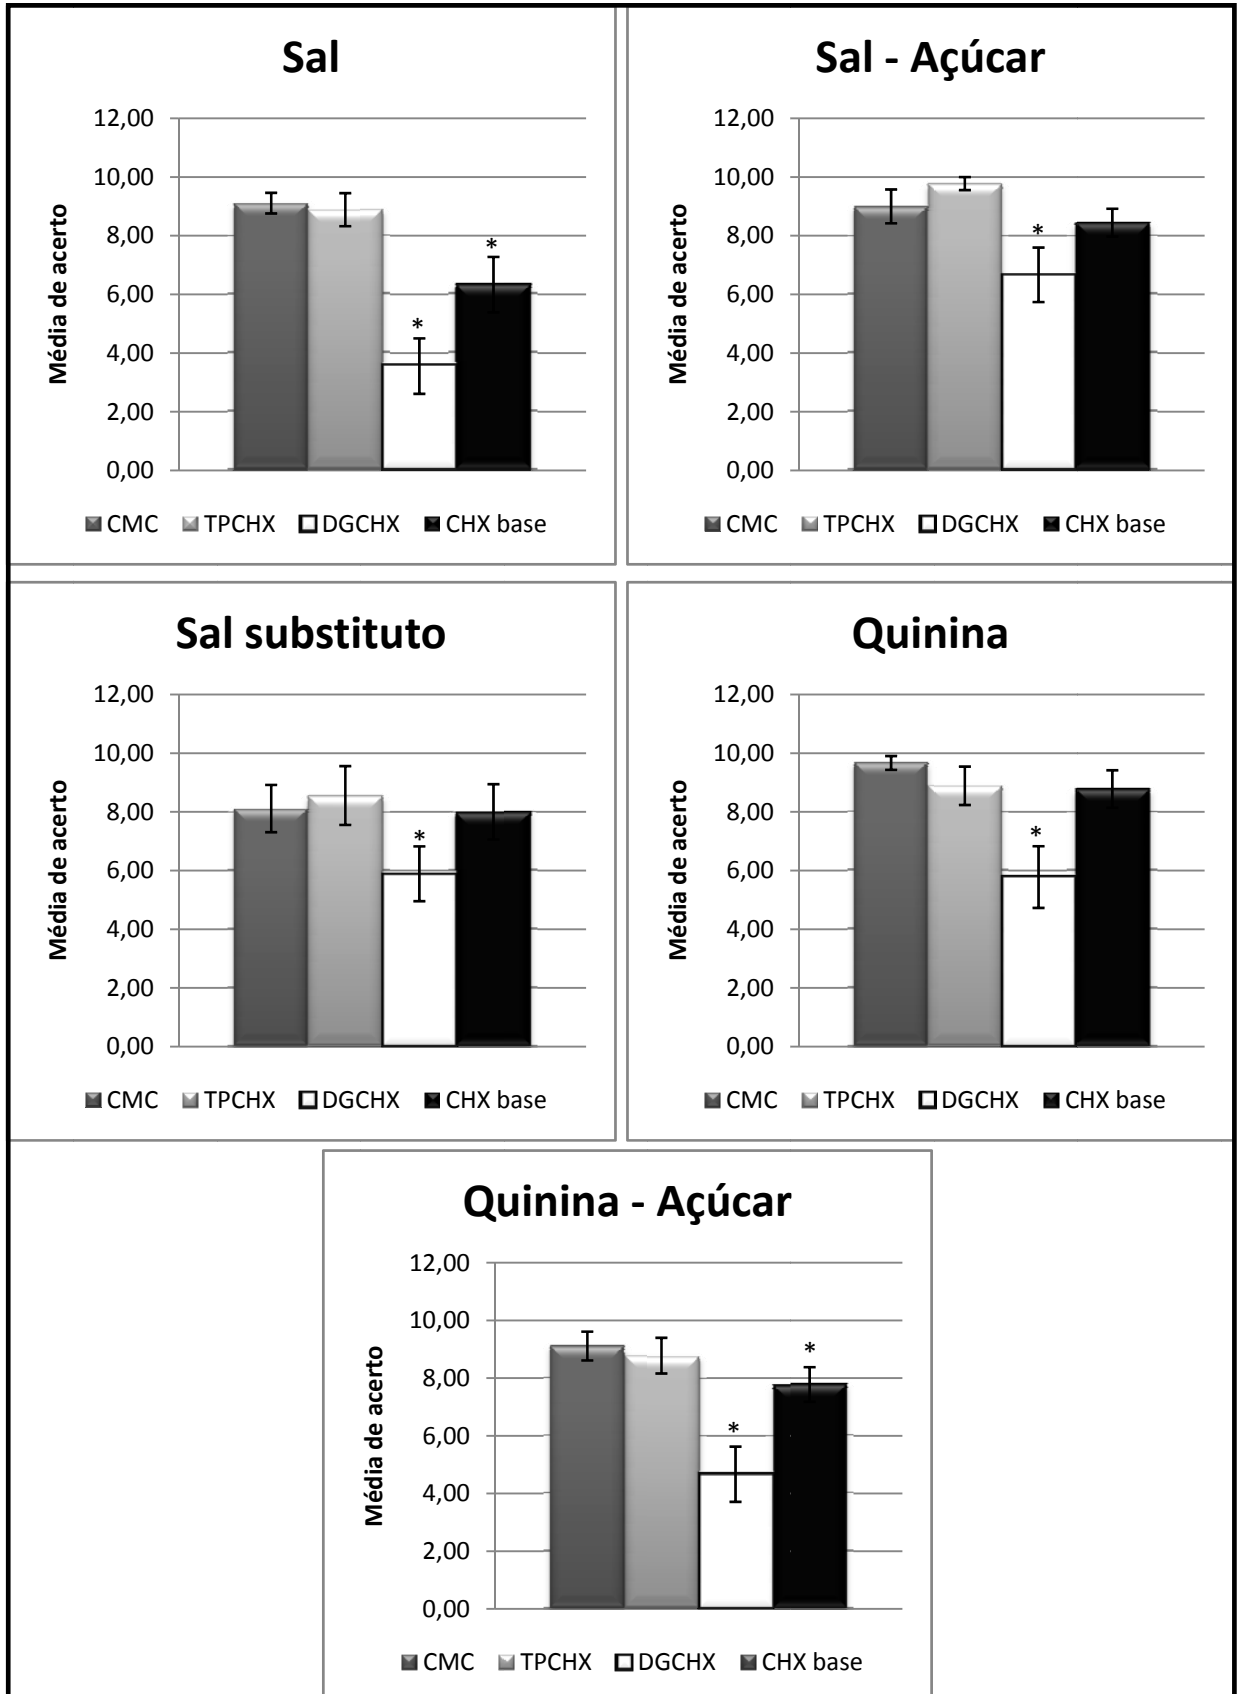 Sal
12,00
10,00
8,00
6,00
4,00
2,00
0,00
Média de acerto
*
*
CMC TPCHX DGCHX CHX base
Sal - Açúcar
12,00
10,00
8,00
6,00
4,00
2,00
0,00
Média de acerto
*
CMC TPCHX DGCHX CHX base
Sal substituto
12,00
10,00
8,00
6,00
4,00
2,00
0,00
Média de acerto
*
CMC TPCHX DGCHX CHX base
Quinina
12,00
10,00
8,00
6,00
4,00
2,00
0,00
Média de acerto
*
CMC TPCHX DGCHX CHX base
Quinina - Açúcar
12,00
10,00
8,00
6,00
4,00
2,00
0,00
Média de acerto
*
*
CMC TPCHX DGCHX CHX base